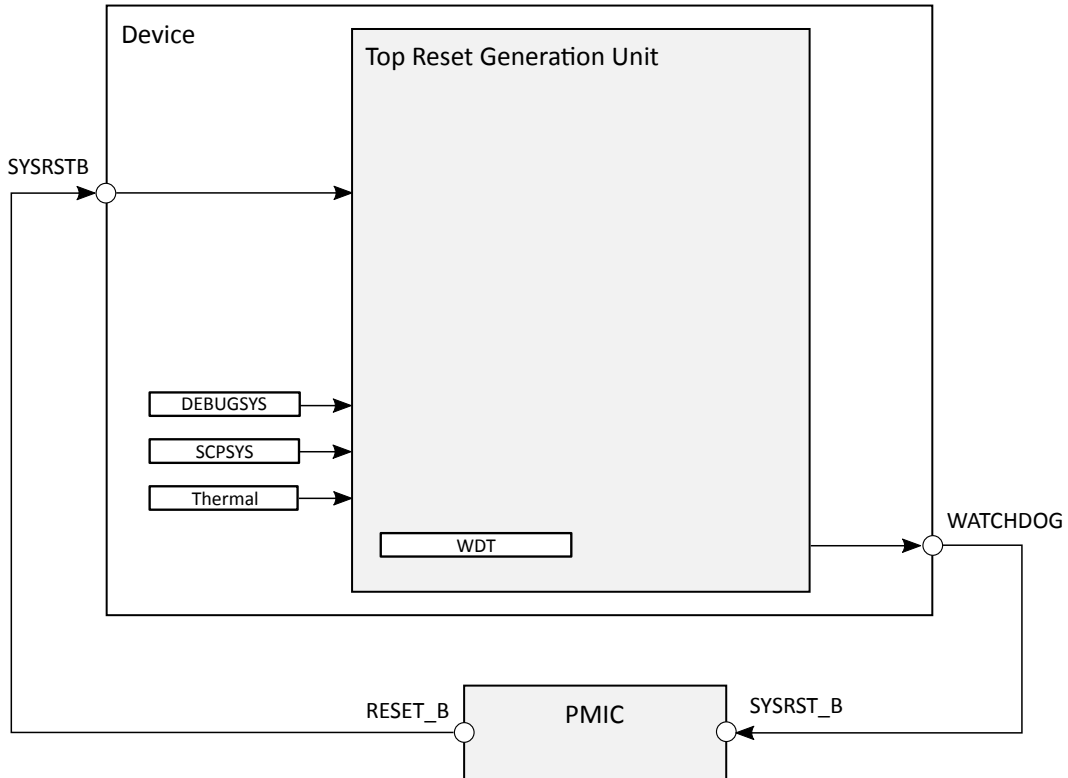 Device
Top Reset Generation Unit
SYSRSTB
DEBUGSYS
SCPSYS
Thermal
WDT
WATCHDOG
RESET_B
PMIC
SYSRST_B